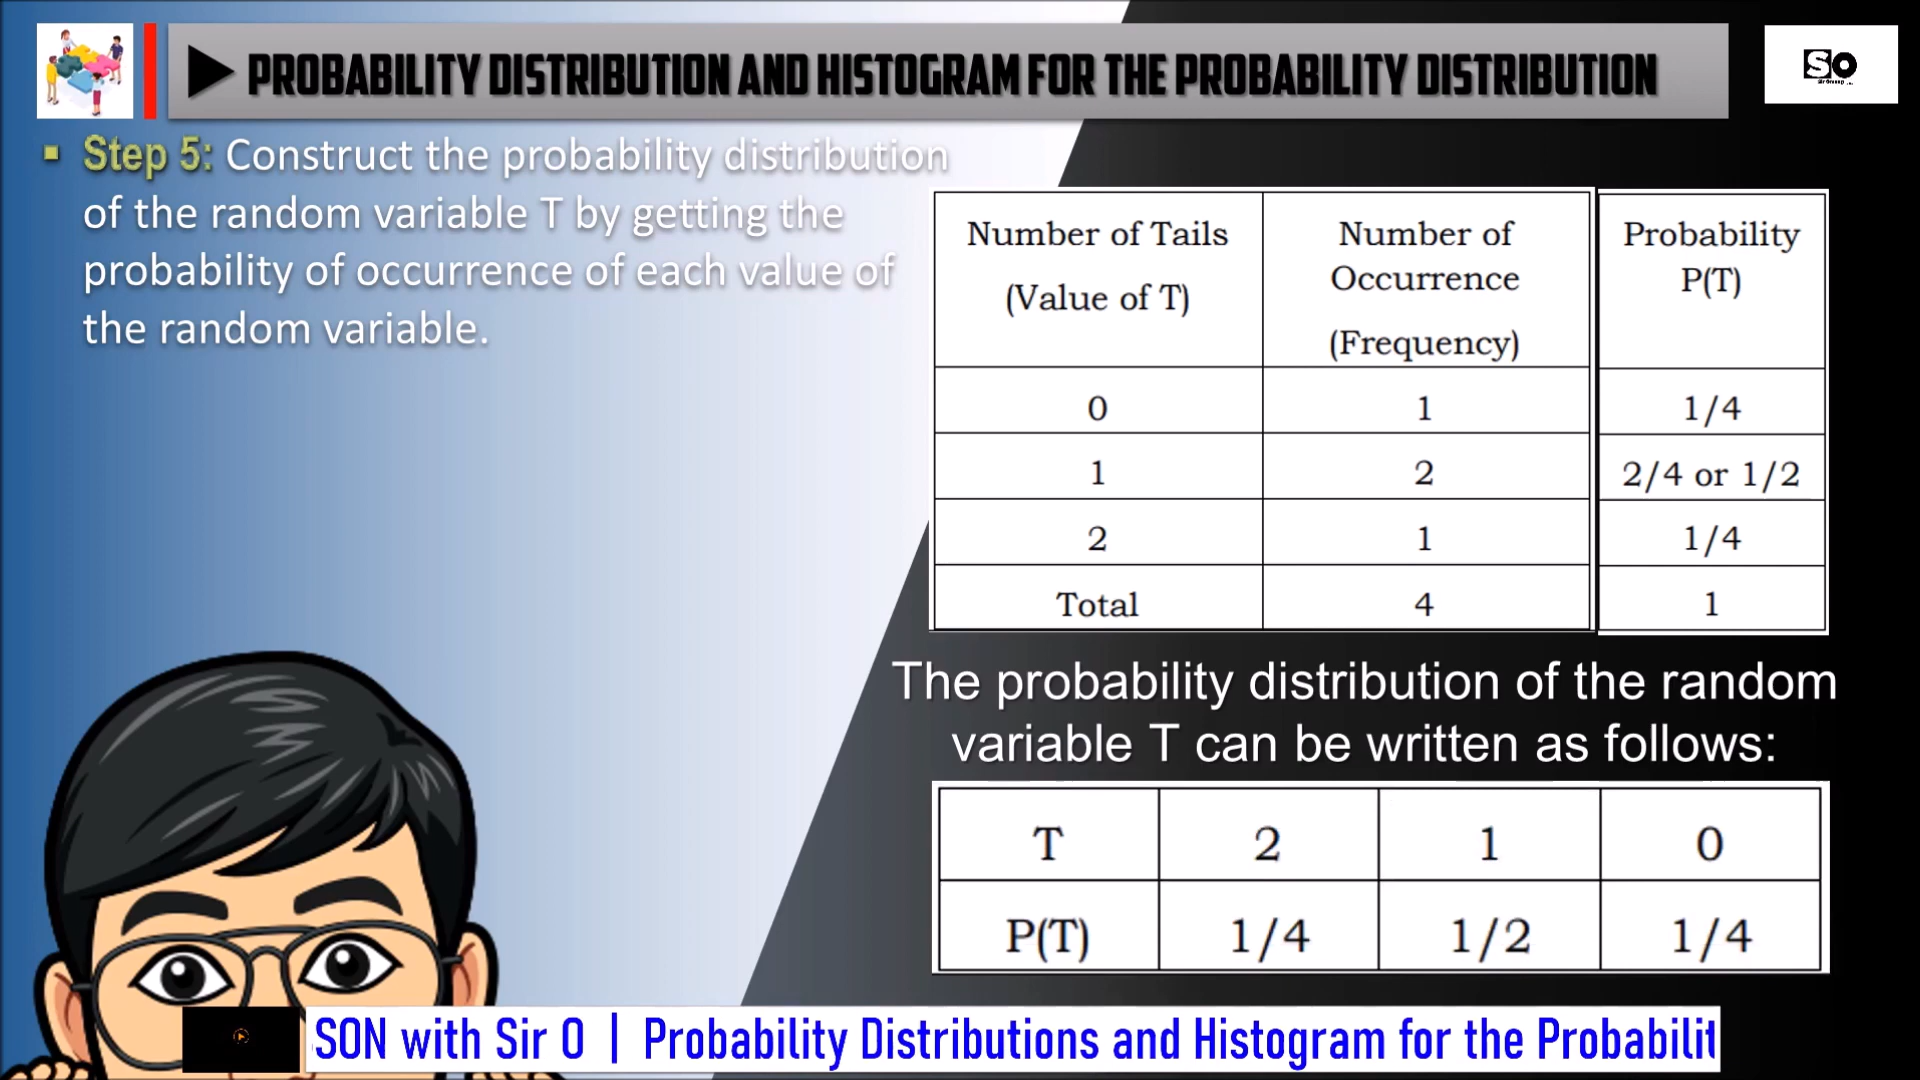 PROBABILITY DISTRIBUTION AND HISTOGRAM FOR THE PROBABILITY DISTRIBUTION
SO
▪ Step 5: Construct the probability distribution
of the random variable T by getting the
probability of occurrence of each value of
the random variable.
Number of Tails (Value of T) | Number of Occurrence (Frequency) | Probability P(T)
0 | 1 | 1/4
1 | 2 | 2/4 or 1/2
2 | 1 | 1/4
Total | 4 | 1
The probability distribution of the random
variable T can be written as follows:
T | 2 | 1 | 0
P(T) | 1/4 | 1/2 | 1/4
SON with Sir O | Probability Distributions and Histogram for the Probabilit